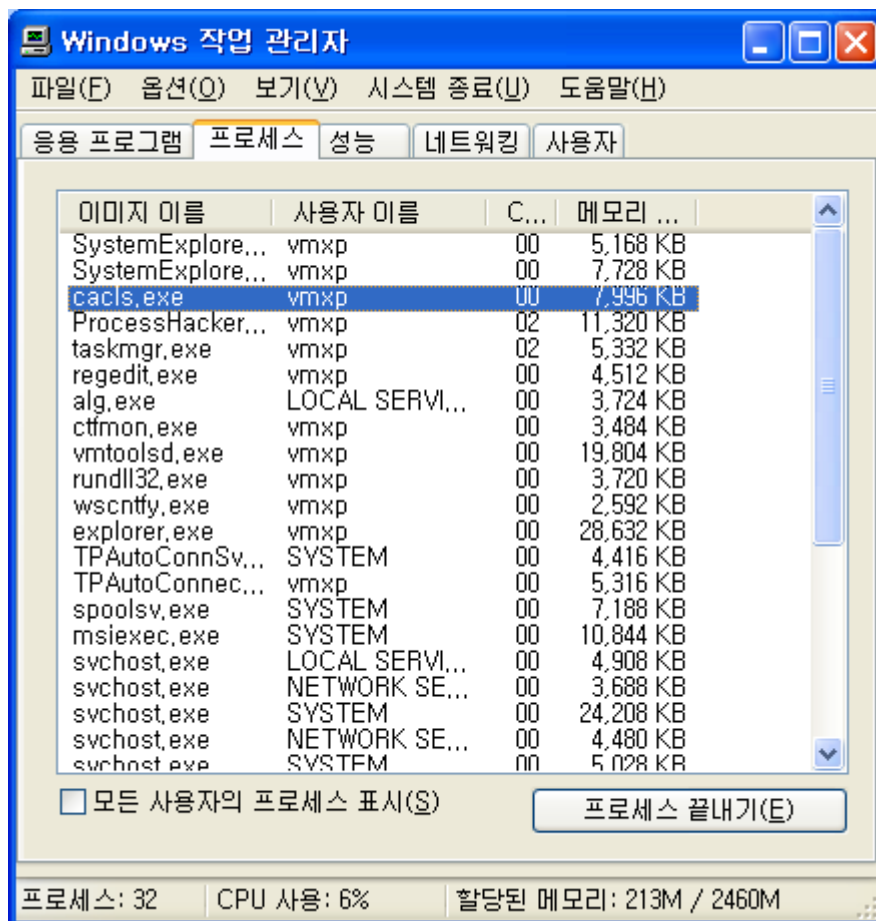 Windows 작업 관리자
파일(F) 옵션(O) 보기(V) 시스템 종료(U) 도움말(H)
응용 프로그램 프로세스 성능 네트워킹 사용자
이미지 이름 사용자 이름 C... 메모리 ...
SystemExplore... vmxp 00 5,168 KB
SystemExplore... vmxp 00 7,728 KB
cacls.exe vmxp 00 7,996 KB
ProcessHacker... vmxp 02 11,320 KB
taskmgr.exe vmxp 02 5,332 KB
regedit.exe vmxp 00 4,512 KB
alg.exe LOCAL SERVI... 00 3,724 KB
ctfmon.exe vmxp 00 3,484 KB
vmtoolsd.exe vmxp 00 19,804 KB
rundll32.exe vmxp 00 3,720 KB
wscntfy.exe vmxp 00 2,592 KB
explorer.exe vmxp 00 28,632 KB
TPAutoConnSv... SYSTEM 00 4,416 KB
TPAutoConnec... vmxp 00 5,316 KB
spoolsv.exe SYSTEM 00 7,188 KB
msiexec.exe SYSTEM 00 10,844 KB
svchost.exe LOCAL SERVI... 00 4,908 KB
svchost.exe NETWORK SE... 00 3,688 KB
svchost.exe SYSTEM 00 24,208 KB
svchost.exe NETWORK SE... 00 4,480 KB
svchost.exe SYSTEM 00 5,028 KB
모든 사용자의 프로세스 표시(S) 프로세스 끝내기(E)
프로세스: 32 CPU 사용: 6% 할당된 메모리: 213M / 2460M